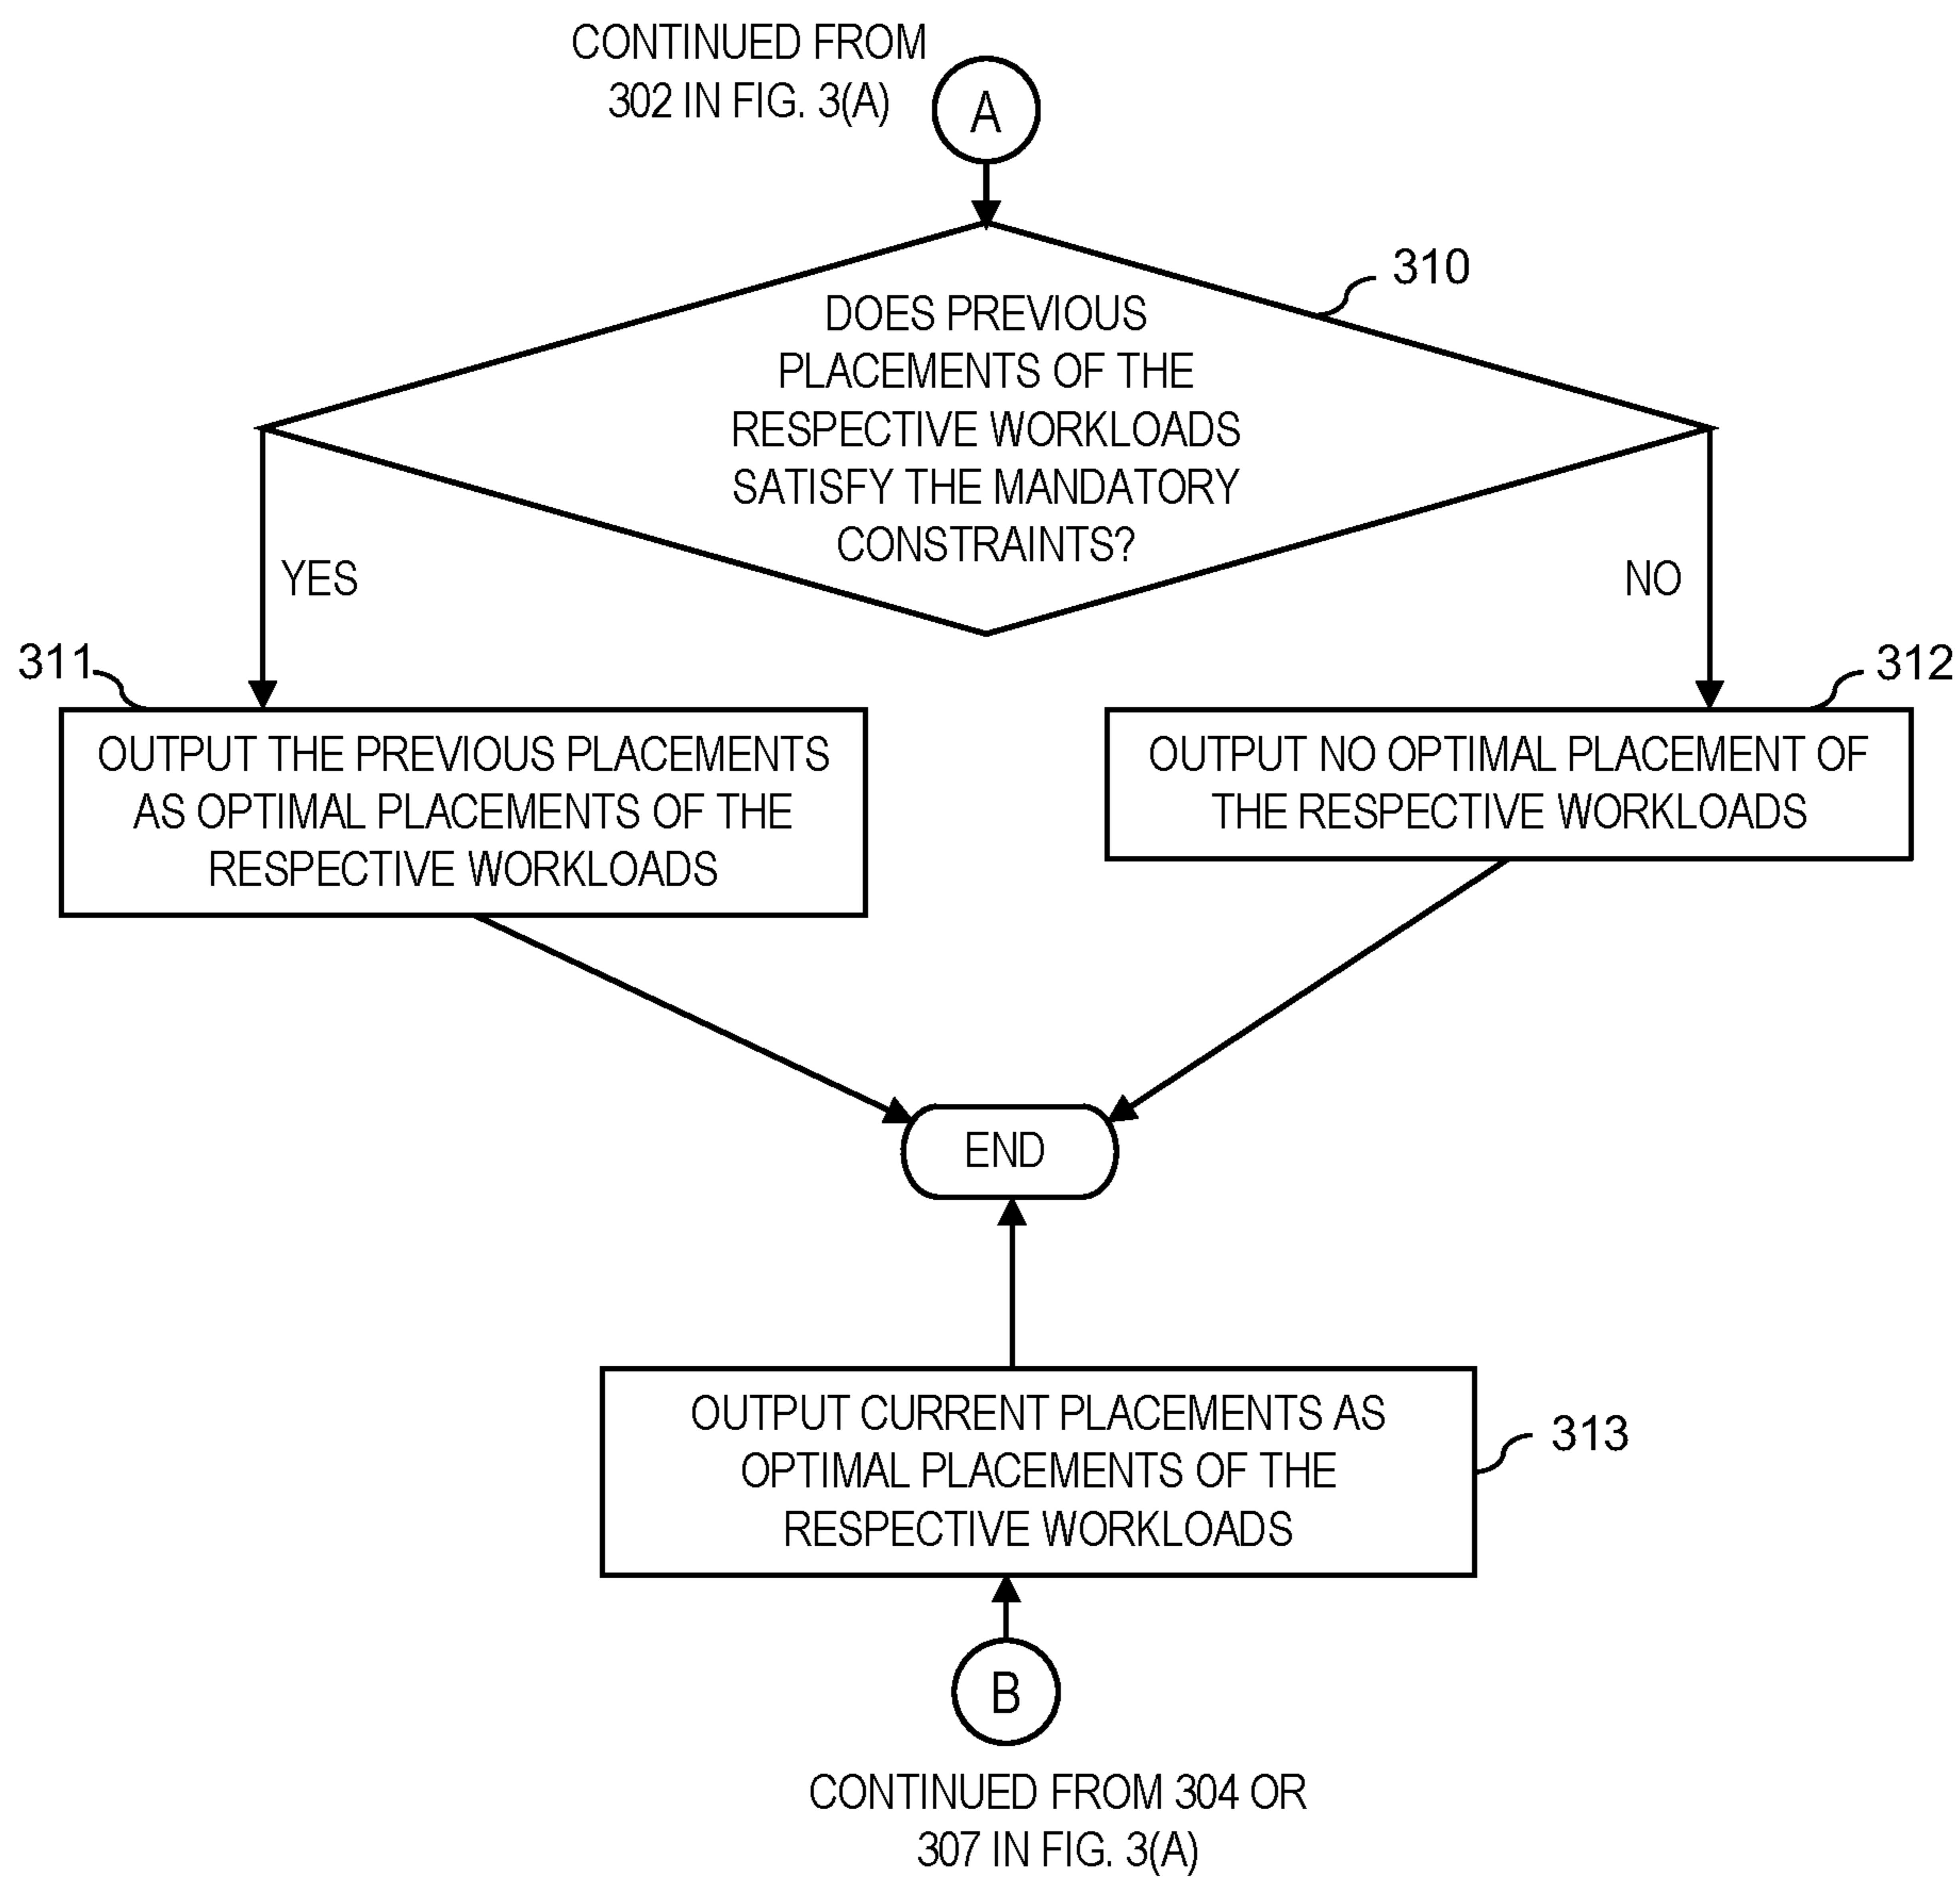 CONTINUED FROM
302 IN FIG. 3(A)
A
310
DOES PREVIOUS
PLACEMENTS OF THE
RESPECTIVE WORKLOADS
SATISFY THE MANDATORY
CONSTRAINTS?
YES
NO
311
312
OUTPUT THE PREVIOUS PLACEMENTS
AS OPTIMAL PLACEMENTS OF THE
RESPECTIVE WORKLOADS
OUTPUT NO OPTIMAL PLACEMENT OF
THE RESPECTIVE WORKLOADS
END
OUTPUT CURRENT PLACEMENTS AS
OPTIMAL PLACEMENTS OF THE
RESPECTIVE WORKLOADS
313
B
CONTINUED FROM 304 OR
307 IN FIG. 3(A)